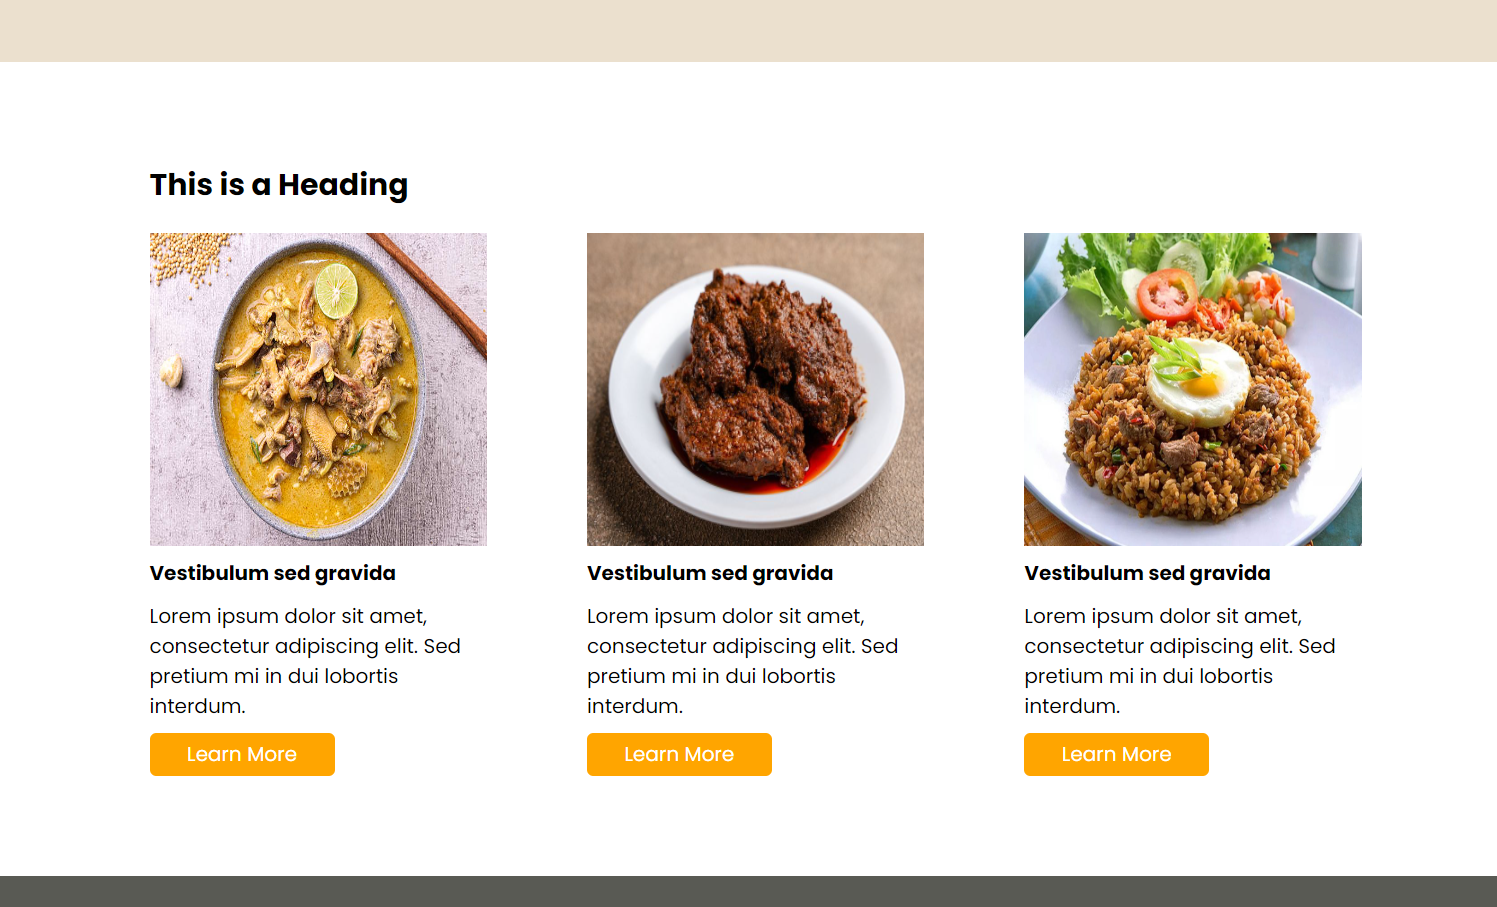 This is a Heading
Vestibulum sed gravida
Lorem ipsum dolor sit amet,
consectetur adipiscing elit. Sed
pretium mi in dui lobortis
interdum.
Learn More
Vestibulum sed gravida
Lorem ipsum dolor sit amet,
consectetur adipiscing elit. Sed
pretium mi in dui lobortis
interdum.
Learn More
Vestibulum sed gravida
Lorem ipsum dolor sit amet,
consectetur adipiscing elit. Sed
pretium mi in dui lobortis
interdum.
Learn More